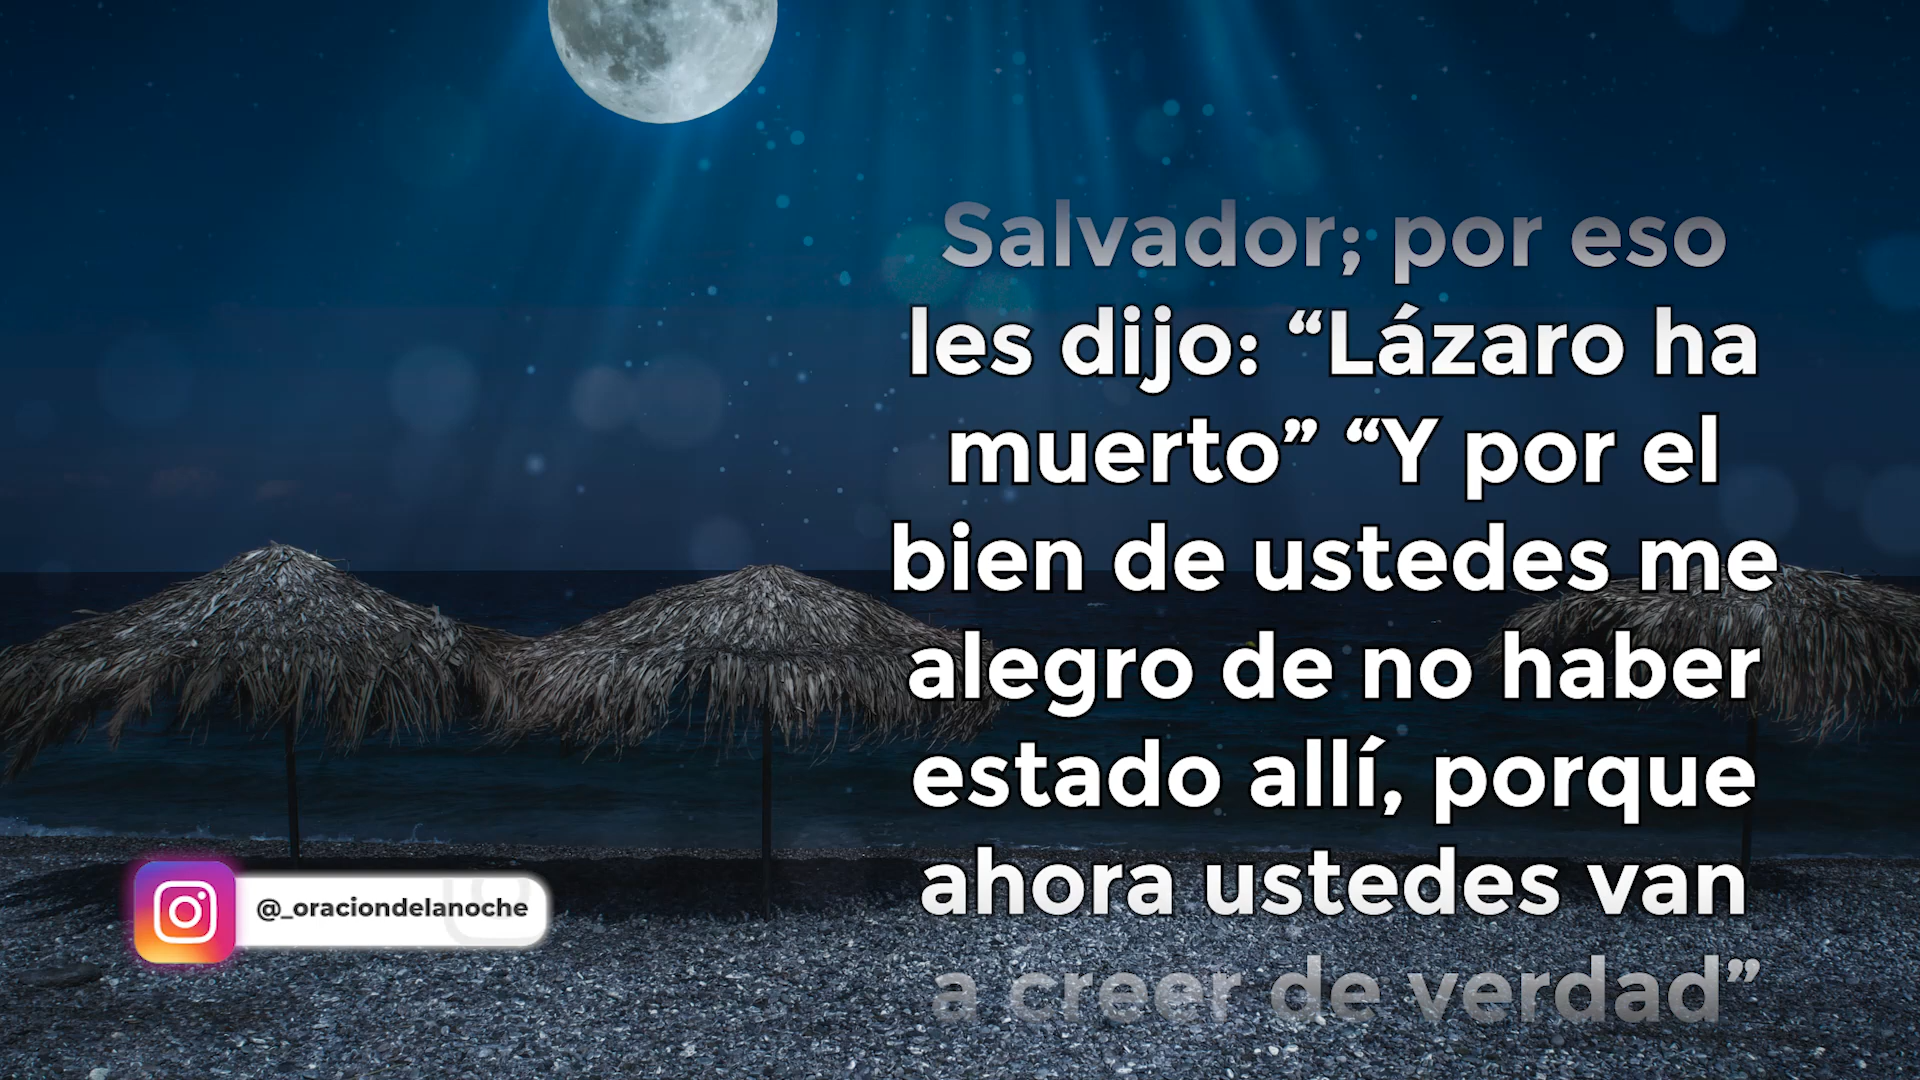 Salvador; por eso
les dijo: “Lázaro ha
muerto” “Y por el
bien de ustedes me
alegro de no haber
estado allí, porque
ahora ustedes van
a creer de verdad”
@_oraciondelanoche